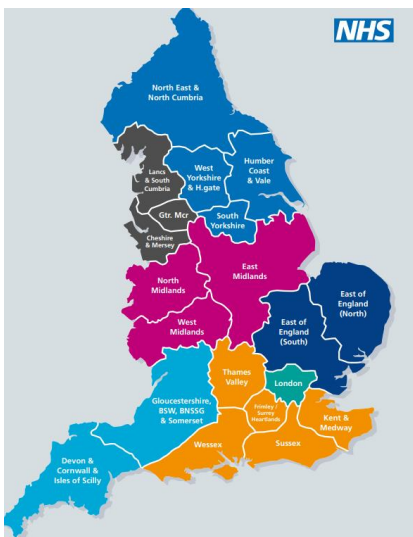 NHS
North East &
North Cumbria
Lancs
& South
Cumbria
West
Yorkshire
& H.gate
Humber
Coast
& Vale
Gtr. Mcr
South
Yorkshire
Cheshire
& Mersey
North
Midlands
East
Midlands
East of
England
(North)
West
Midlands
East of
England
(South)
Thames
Valley
London
Gloucestershire,
BSW, BNSSG
& Somerset
Frimley /
Surrey
Heartlands
Kent &
Medway
Wessex
Sussex
Devon &
Cornwall &
Isles of Scilly